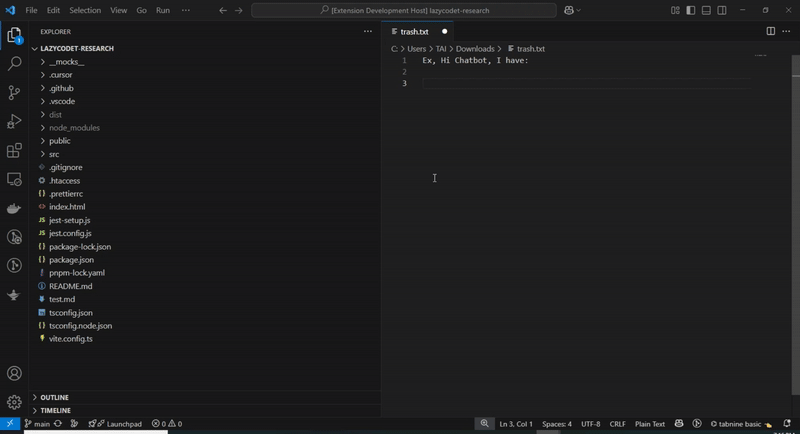 File Edit Selection View Go Run ...
[Extension Development Host] lazycodet-research
EXPLORER
LAZYCODET-RESEARCH
__mocks__
.cursor
.github
.vscode
dist
node_modules
public
src
.gitignore
.htaccess
.prettierrc
index.html
jest-setup.js
jest.config.js
package-lock.json
package.json
pnpm-lock.yaml
README.md
test.md
tsconfig.json
tsconfig.node.json
vite.config.ts
OUTLINE
TIMELINE
1
trash.txt
C: > Users > TAI > Downloads > trash.txt
1 Ex, Hi Chatbot, I have:
2
3
main Launchpad 0 0 Ln 3, Col 1 Spaces: 4 UTF-8 CRLF Plain Text tabnine basic